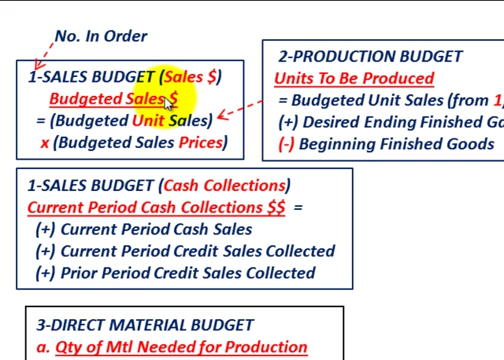 No. In Order
1-SALES BUDGET (Sales $)
Budgeted Sales $
= (Budgeted Unit Sales)
x (Budgeted Sales Prices)
2-PRODUCTION BUDGET
Units To Be Produced
= Budgeted Unit Sales (from 1,
(+) Desired Ending Finished
(-) Beginning Finished Goods
1-SALES BUDGET (Cash Collections)
Current Period Cash Collections $$ =
(+) Current Period Cash Sales
(+) Current Period Credit Sales Collected
(+) Prior Period Credit Sales Collected
3-DIRECT MATERIAL BUDGET
a. Qty of Mtl Needed for Production